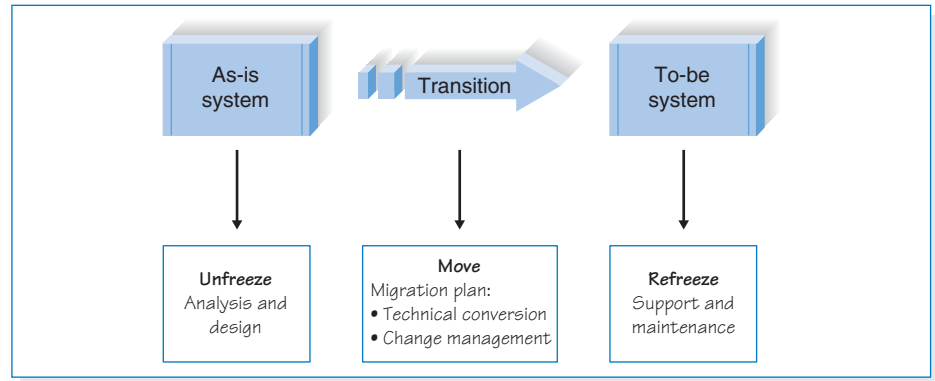 As-is
system
Transition
To-be
system
Unfreeze
Analysis and
design
Move
Migration plan:
• Technical conversion
• Change management
Refreeze
Support and
maintenance